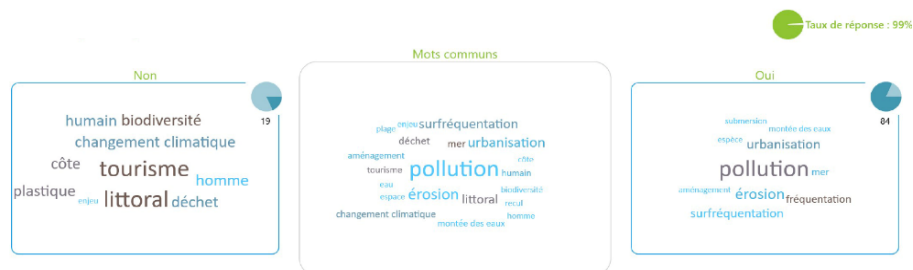 Taux de réponse : 99%
Mots communs
Non
19
humain biodiversité
changement climatique
côte
tourisme
homme
plastique
enjeu
littoral
déchet
plage
enjeu
surfréquentation
déchet
mer
urbanisation
aménagement
côte
tourisme
pollution
humain
eau
biodiversité
espace
érosion
littoral
recul
changement climatique
homme
montée des eaux
Oui
84
submersion
montée des eaux
espèce
urbanisation
pollution
mer
aménagement
érosion
fréquentation
surfréquentation